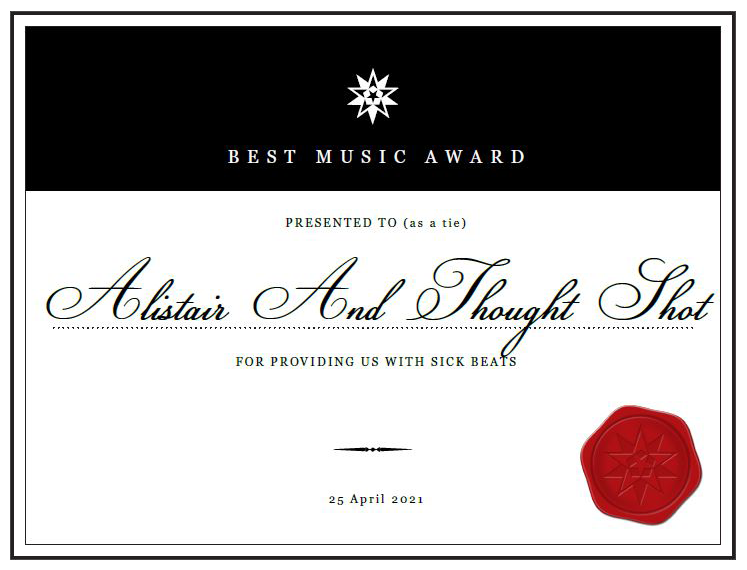 BEST MUSIC AWARD
PRESENTED TO (as a tie)
Alistair And Thought Shot
FOR PROVIDING US WITH SICK BEATS
25 April 2021